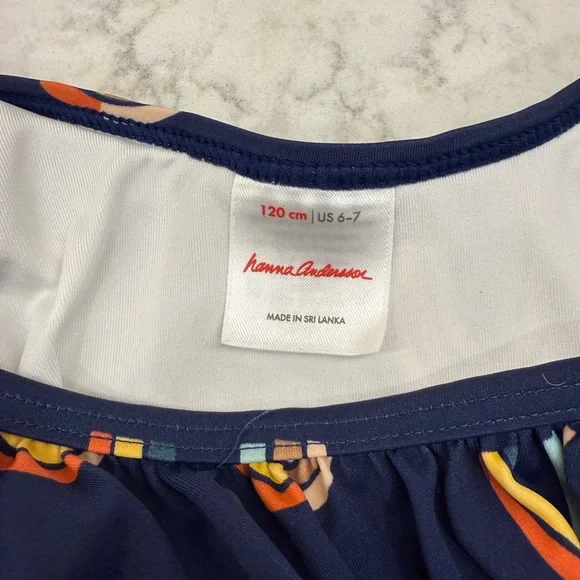 120 cm | US 6-7
hanna Andersson
MADE IN SRI LANKA